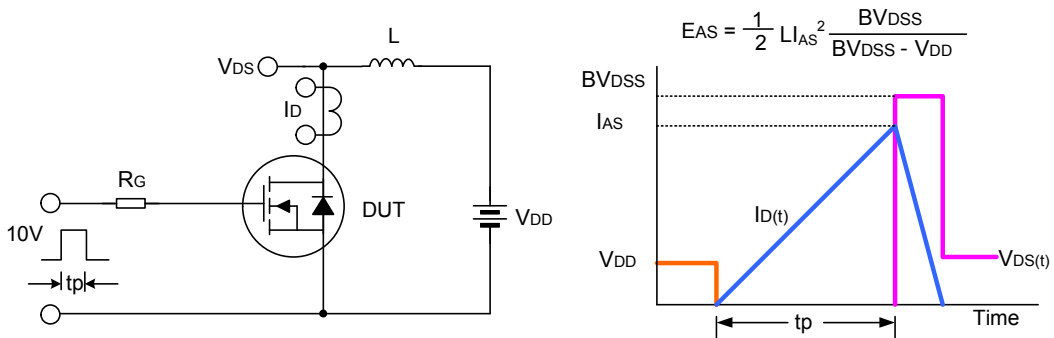 L
VDS
ID
RG
DUT
VDD
10V
tp
EAS = 1/2 LIAS² BVDSS / (BVDSS - VDD)
BVDSS
IAS
ID(t)
VDD
VDS(t)
tp
Time